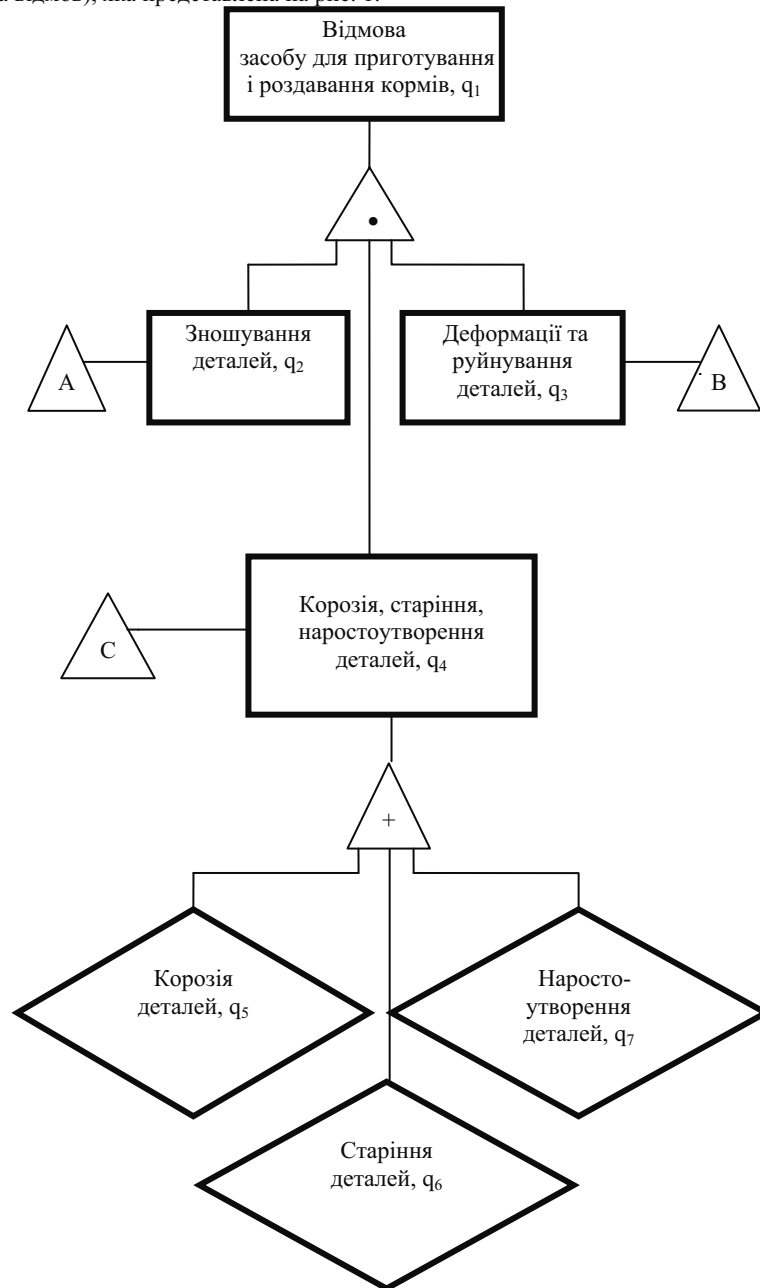 Відмова
засобу для приготування
і роздавання кормів, q₁
•
Зношування
деталей, q₂
Деформації та
руйнування
деталей, q₃
A
B
Корозія, старіння,
наростоутворення
деталей, q₄
C
+
Корозія
деталей, q₅
Наросто-
утворення
деталей, q₇
Старіння
деталей, q₆